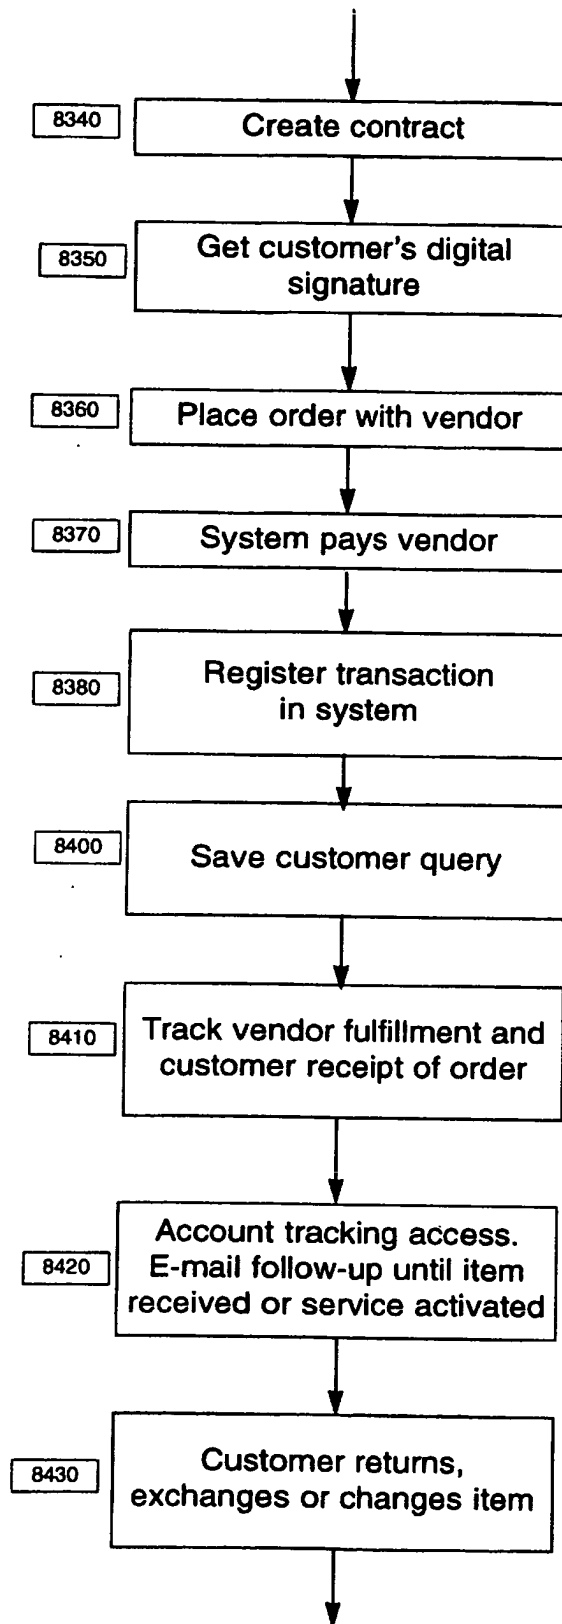 8340
Create contract
8350
Get customer's digital
signature
8360
Place order with vendor
8370
System pays vendor
8380
Register transaction
in system
8400
Save customer query
8410
Track vendor fulfillment and
customer receipt of order
8420
Account tracking access.
E-mail follow-up until item
received or service activated
8430
Customer returns,
exchanges or changes item